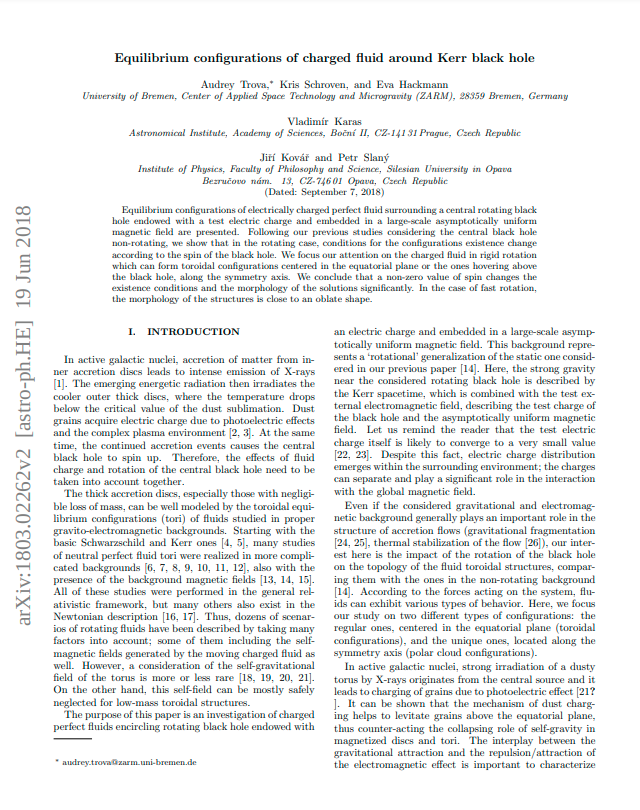 Equilibrium configurations of charged fluid around Kerr black hole
Audrey Trova,* Kris Schroven, and Eva Hackmann
University of Bremen, Center of Applied Space Technology and Microgravity (ZARM), 28359 Bremen, Germany
Vladimír Karas
Astronomical Institute, Academy of Sciences, Boční II, CZ-141 31 Prague, Czech Republic
Jiří Kovář and Petr Slaný
Institute of Physics, Faculty of Philosophy and Science, Silesian University in Opava
Bezručovo nám. 13, CZ-746 01 Opava, Czech Republic
(Dated: September 7, 2018)
Equilibrium configurations of electrically charged perfect fluid surrounding a central rotating black
hole endowed with a test electric charge and embedded in a large-scale asymptotically uniform
magnetic field are presented. Following our previous studies considering the central black hole
non-rotating, we show that in the rotating case, conditions for the configurations existence change
according to the spin of the black hole. We focus our attention on the charged fluid in rigid rotation
which can form toroidal configurations centered in the equatorial plane or the ones hovering above
the black hole, along the symmetry axis. We conclude that a non-zero value of spin changes the
existence conditions and the morphology of the solutions significantly. In the case of fast rotation,
the morphology of the structures is close to an oblate shape.
arXiv:1803.02262v2 [astro-ph.HE] 19 Jun 2018
I. INTRODUCTION
In active galactic nuclei, accretion of matter from in-
ner accretion discs leads to intense emission of X-rays
[1]. The emerging energetic radiation then irradiates the
cooler outer thick discs, where the temperature drops
below the critical value of the dust sublimation. Dust
grains acquire electric charge due to photoelectric effects
and the complex plasma environment [2, 3]. At the same
time, the continued accretion events causes the central
black hole to spin up. Therefore, the effects of fluid
charge and rotation of the central black hole need to be
taken into account together.
The thick accretion discs, especially those with negligi-
ble loss of mass, can be well modeled by the toroidal equi-
librium configurations (tori) of fluids studied in proper
gravito-electromagnetic backgrounds. Starting with the
basic Schwarzschild and Kerr ones [4, 5], many studies
of neutral perfect fluid tori were realized in more compli-
cated backgrounds [6, 7, 8, 9, 10, 11, 12], also with the
presence of the background magnetic fields [13, 14, 15].
All of these studies were performed in the general rel-
ativistic framework, but many others also exist in the
Newtonian description [16, 17]. Thus, dozens of scenar-
ios of rotating fluids have been described by taking many
factors into account; some of them including the self-
magnetic fields generated by the moving charged fluid as
well. However, a consideration of the self-gravitational
field of the torus is more or less rare [18, 19, 20, 21].
On the other hand, this self-field can be mostly safely
neglected for low-mass toroidal structures.
The purpose of this paper is an investigation of charged
perfect fluids encircling rotating black hole endowed with
* audrey.trova@zarm.uni-bremen.de
an electric charge and embedded in a large-scale asymp-
totically uniform magnetic field. This background repre-
sents a ‘rotational’ generalization of the static one consid-
ered in our previous paper [14]. Here, the strong gravity
near the considered rotating black hole is described by
the Kerr spacetime, which is combined with the test ex-
ternal electromagnetic field, describing the test charge of
the black hole and the asymptotically uniform magnetic
field. Let us remind the reader that the test electric
charge itself is likely to converge to a very small value
[22, 23]. Despite this fact, electric charge distribution
emerges within the surrounding environment; the charges
can separate and play a significant role in the interaction
with the global magnetic field.
Even if the considered gravitational and electromag-
netic background generally plays an important role in the
structure of accretion flows (gravitational fragmentation
[24, 25], thermal stabilization of the flow [26]), our inter-
est here is the impact of the rotation of the black hole
on the topology of the fluid toroidal structures, compar-
ing them with the ones in the non-rotating background
[14]. According to the forces acting on the system, flu-
ids can exhibit various types of behavior. Here, we focus
our study on two different types of configurations: the
regular ones, centered in the equatorial plane (toroidal
configurations), and the unique ones, located along the
symmetry axis (polar cloud configurations).
In active galactic nuclei, strong irradiation of a dusty
torus by X-rays originates from the central source and it
leads to charging of grains due to photoelectric effect [21?
]. It can be shown that the mechanism of dust charg-
ing helps to levitate grains above the equatorial plane,
thus counter-acting the collapsing role of self-gravity in
magnetized discs and tori. The interplay between the
gravitational attraction and the repulsion/attraction of
the electromagnetic effect is important to characterize